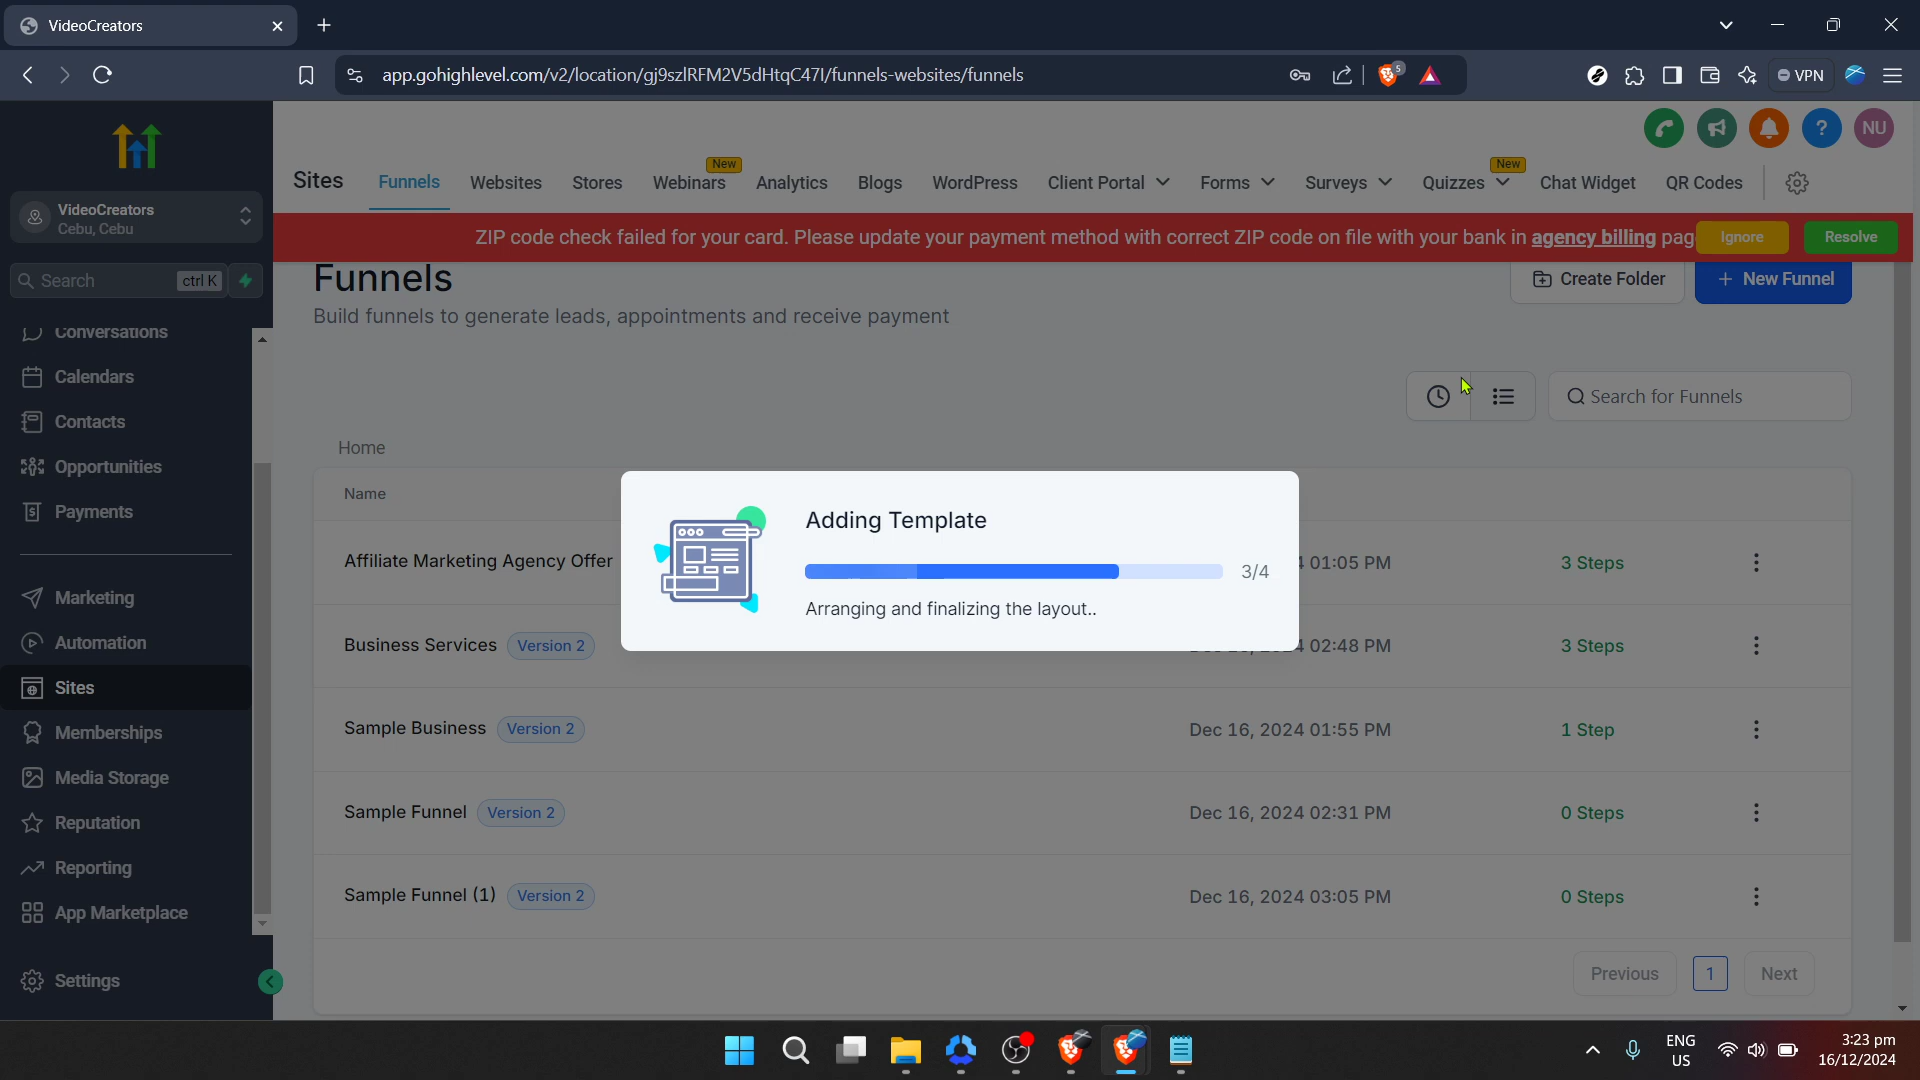 VideoCreators
app.gohighlevel.com/v2/location/gj9szlRFM2V5dHtqC47l/funnels-websites/funnels
5
VPN
NU
VideoCreators
Cebu, Cebu
Search
ctrl K
Conversations
Calendars
Contacts
Opportunities
Payments
Marketing
Automation
Sites
Memberships
Media Storage
Reputation
Reporting
App Marketplace
Settings
New
New
Sites
Funnels
Websites
Stores
Webinars
Analytics
Blogs
WordPress
Client Portal
Forms
Surveys
Quizzes
Chat Widget
QR Codes
ZIP code check failed for your card. Please update your payment method with correct ZIP code on file with your bank in agency billing pag
Ignore
Resolve
Funnels
Build funnels to generate leads, appointments and receive payment
Create Folder
+ New Funnel
Search for Funnels
Home
Name
Adding Template
3/4
Arranging and finalizing the layout..
Affiliate Marketing Agency Offer
01:05 PM
3 Steps
Business Services
Version 2
02:48 PM
3 Steps
Sample Business
Version 2
Dec 16, 2024 01:55 PM
1 Step
Sample Funnel
Version 2
Dec 16, 2024 02:31 PM
0 Steps
Sample Funnel (1)
Version 2
Dec 16, 2024 03:05 PM
0 Steps
Previous
1
Next
ENG
US
3:23 pm
16/12/2024